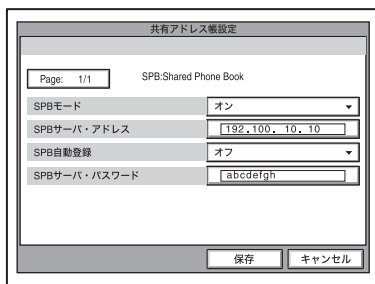 共有アドレス帳設定
Page: 1/1 SPB:Shared Phone Book
SPBモード オン
SPBサーバ・アドレス 192.100. 10. 10
SPB自動登録 オフ
SPBサーバ・パスワード abcdefgh
保存 キャンセル